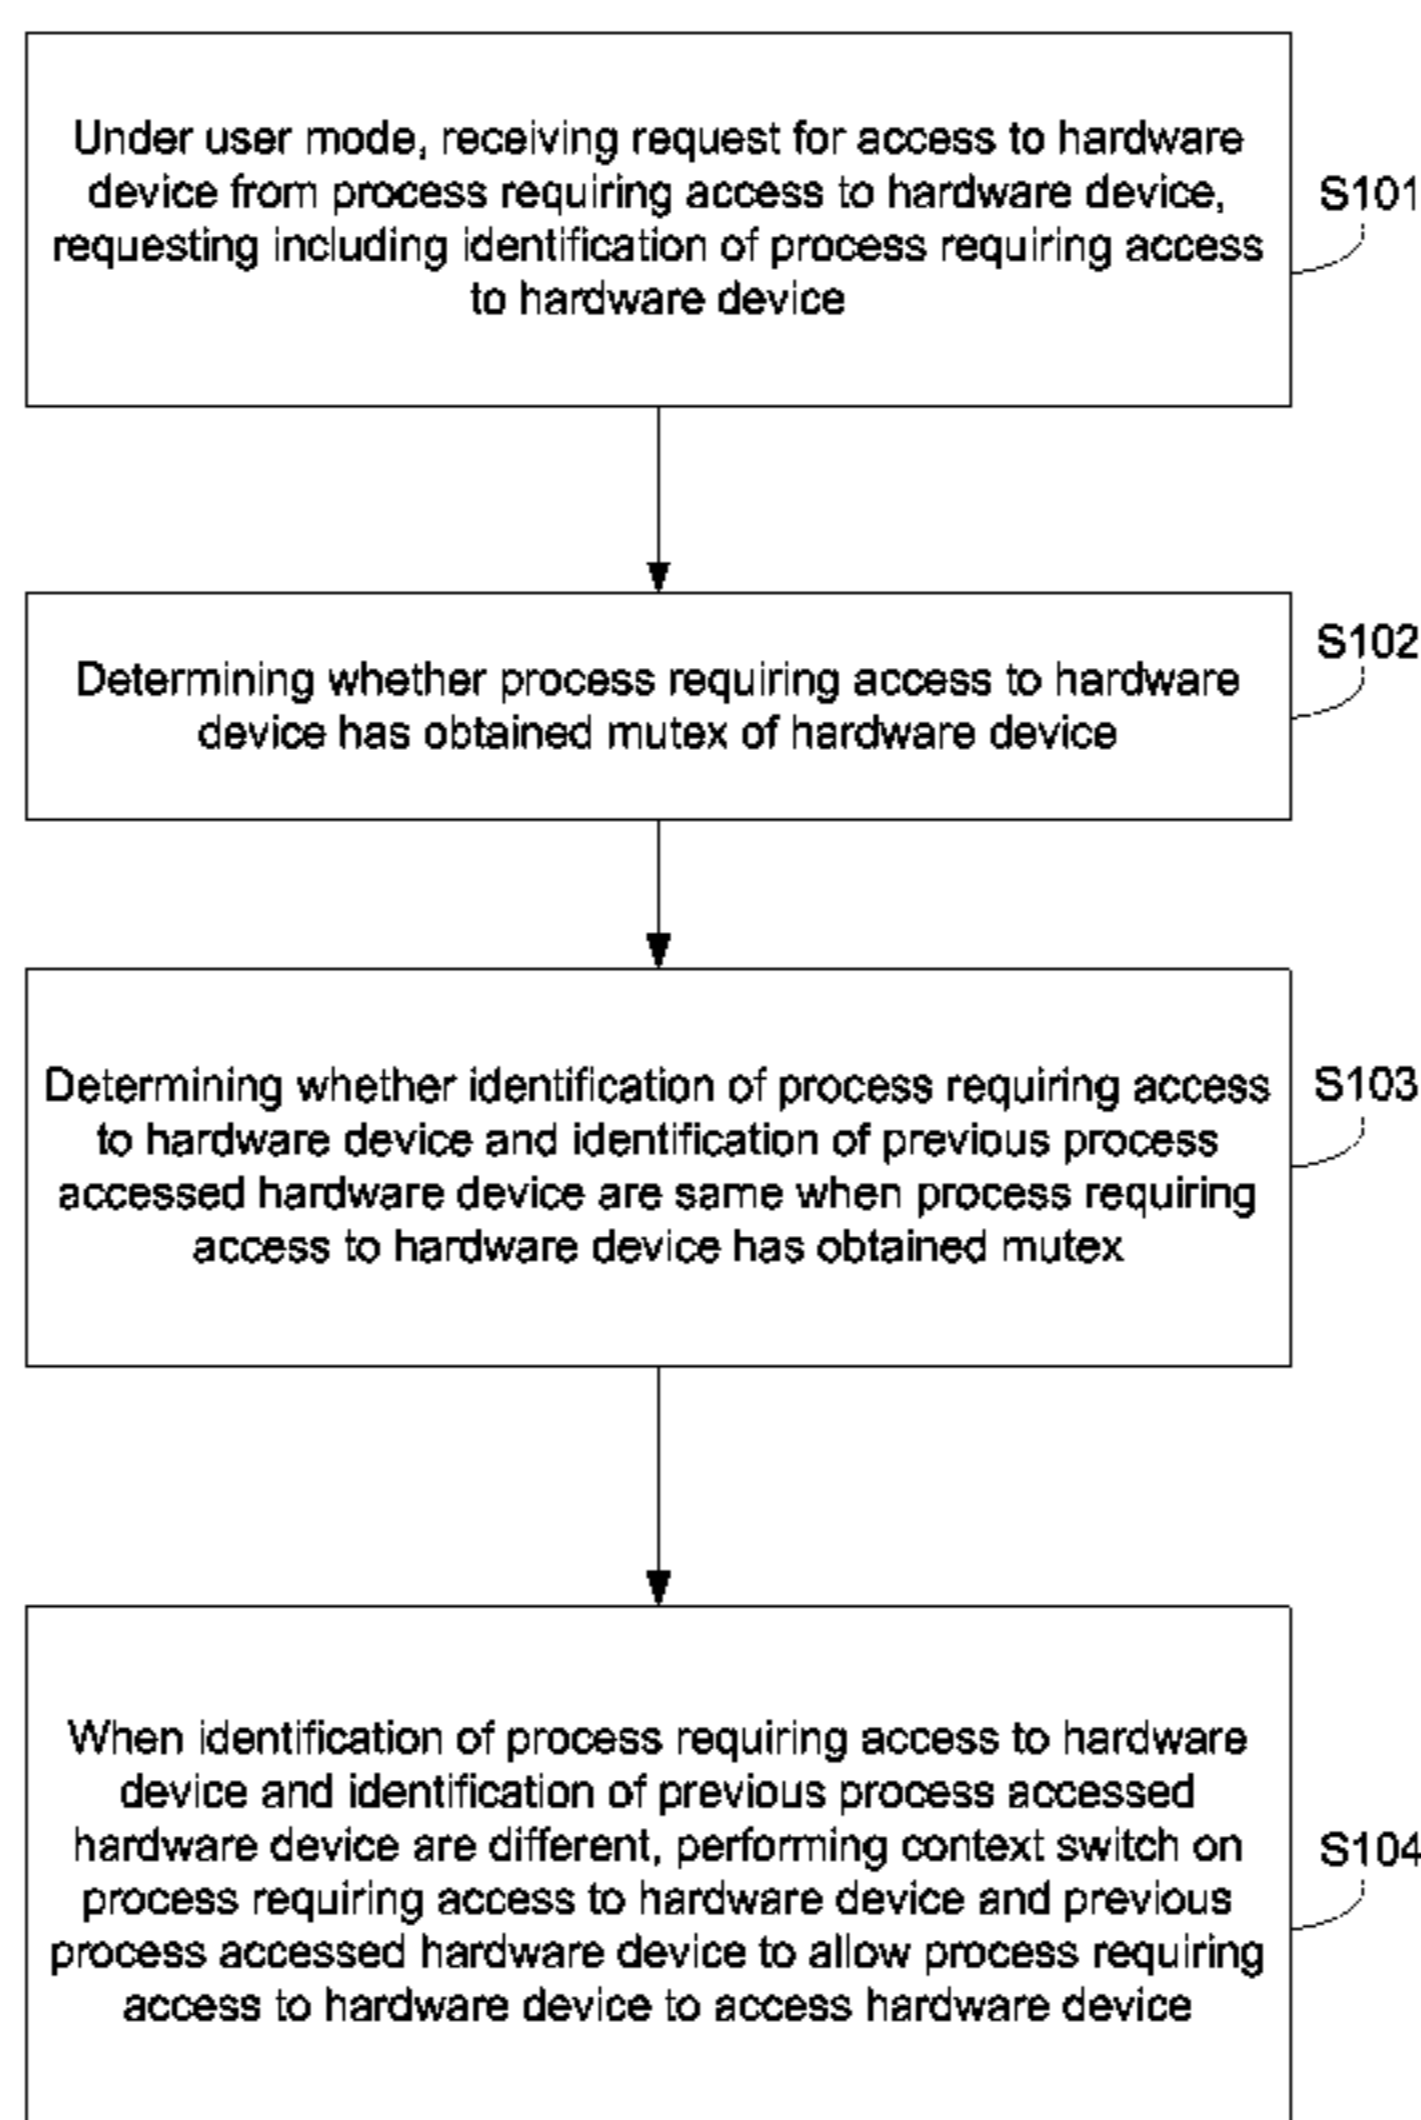 Under user mode, receiving request for access to hardware
device from process requiring access to hardware device,
requesting including identification of process requiring access
to hardware device
S101
Determining whether process requiring access to hardware
device has obtained mutex of hardware device
S102
Determining whether identification of process requiring access
to hardware device and identification of previous process
accessed hardware device are same when process requiring
access to hardware device has obtained mutex
S103
When identification of process requiring access to hardware
device and identification of previous process accessed
hardware device are different, performing context switch on
process requiring access to hardware device and previous
process accessed hardware device to allow process requiring
access to hardware device to access hardware device
S104